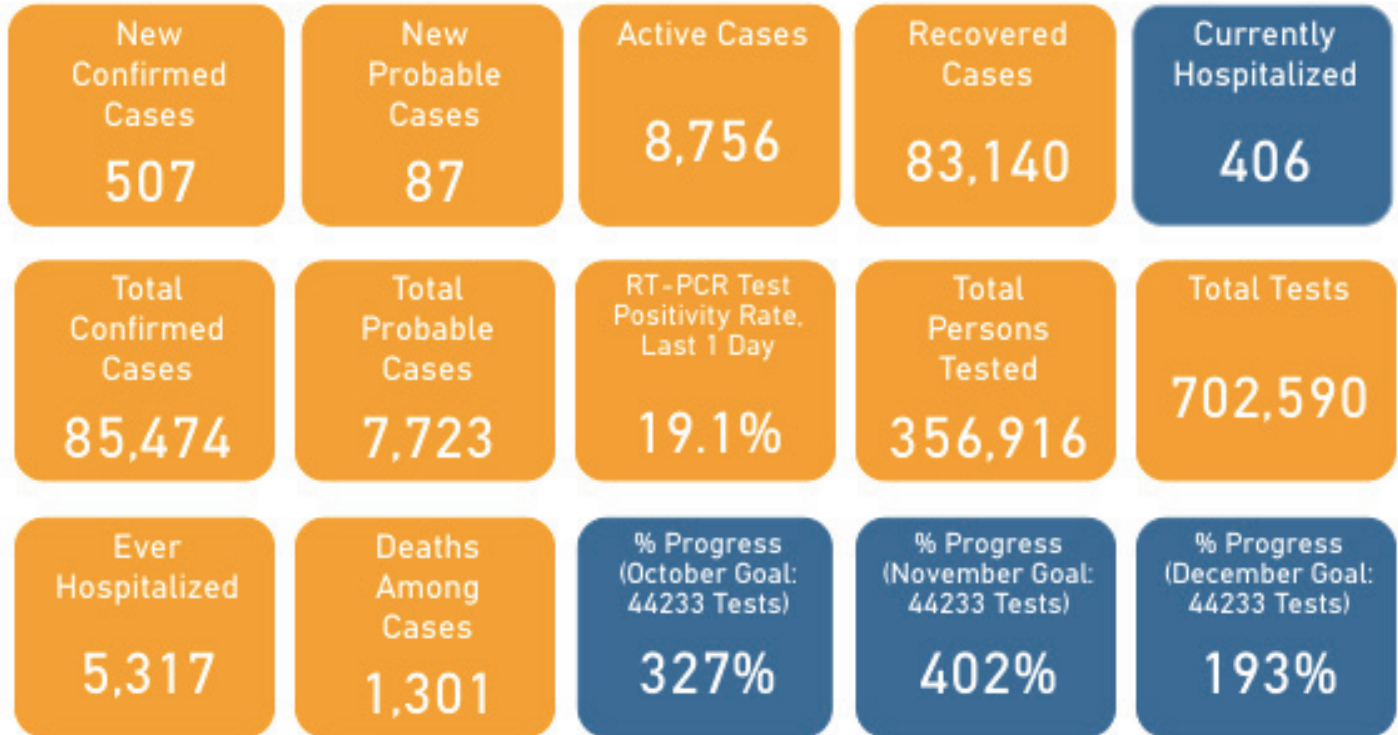 New
Confirmed
Cases
507
New
Probable
Cases
87
Active Cases
8,756
Recovered
Cases
83,140
Currently
Hospitalized
406
Total
Confirmed
Cases
85,474
Total
Probable
Cases
7,723
RT-PCR Test
Positivity Rate,
Last 1 Day
19.1%
Total
Persons
Tested
356,916
Total Tests
702,590
Ever
Hospitalized
5,317
Deaths
Among
Cases
1,301
% Progress
(October Goal:
44233 Tests)
327%
% Progress
(November Goal:
44233 Tests)
402%
% Progress
(December Goal:
44233 Tests)
193%